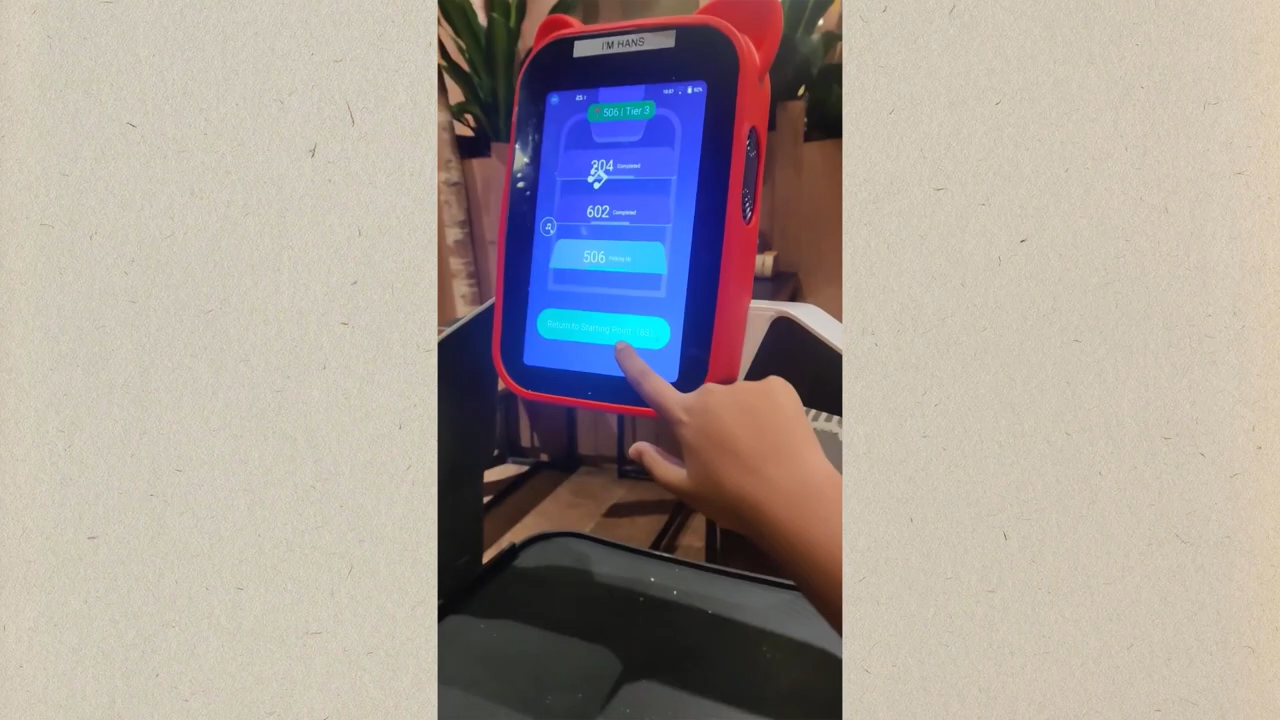 I'M HANS
506 | Tier 3
204 Completed
602 Completed
506
Return to Starting Point